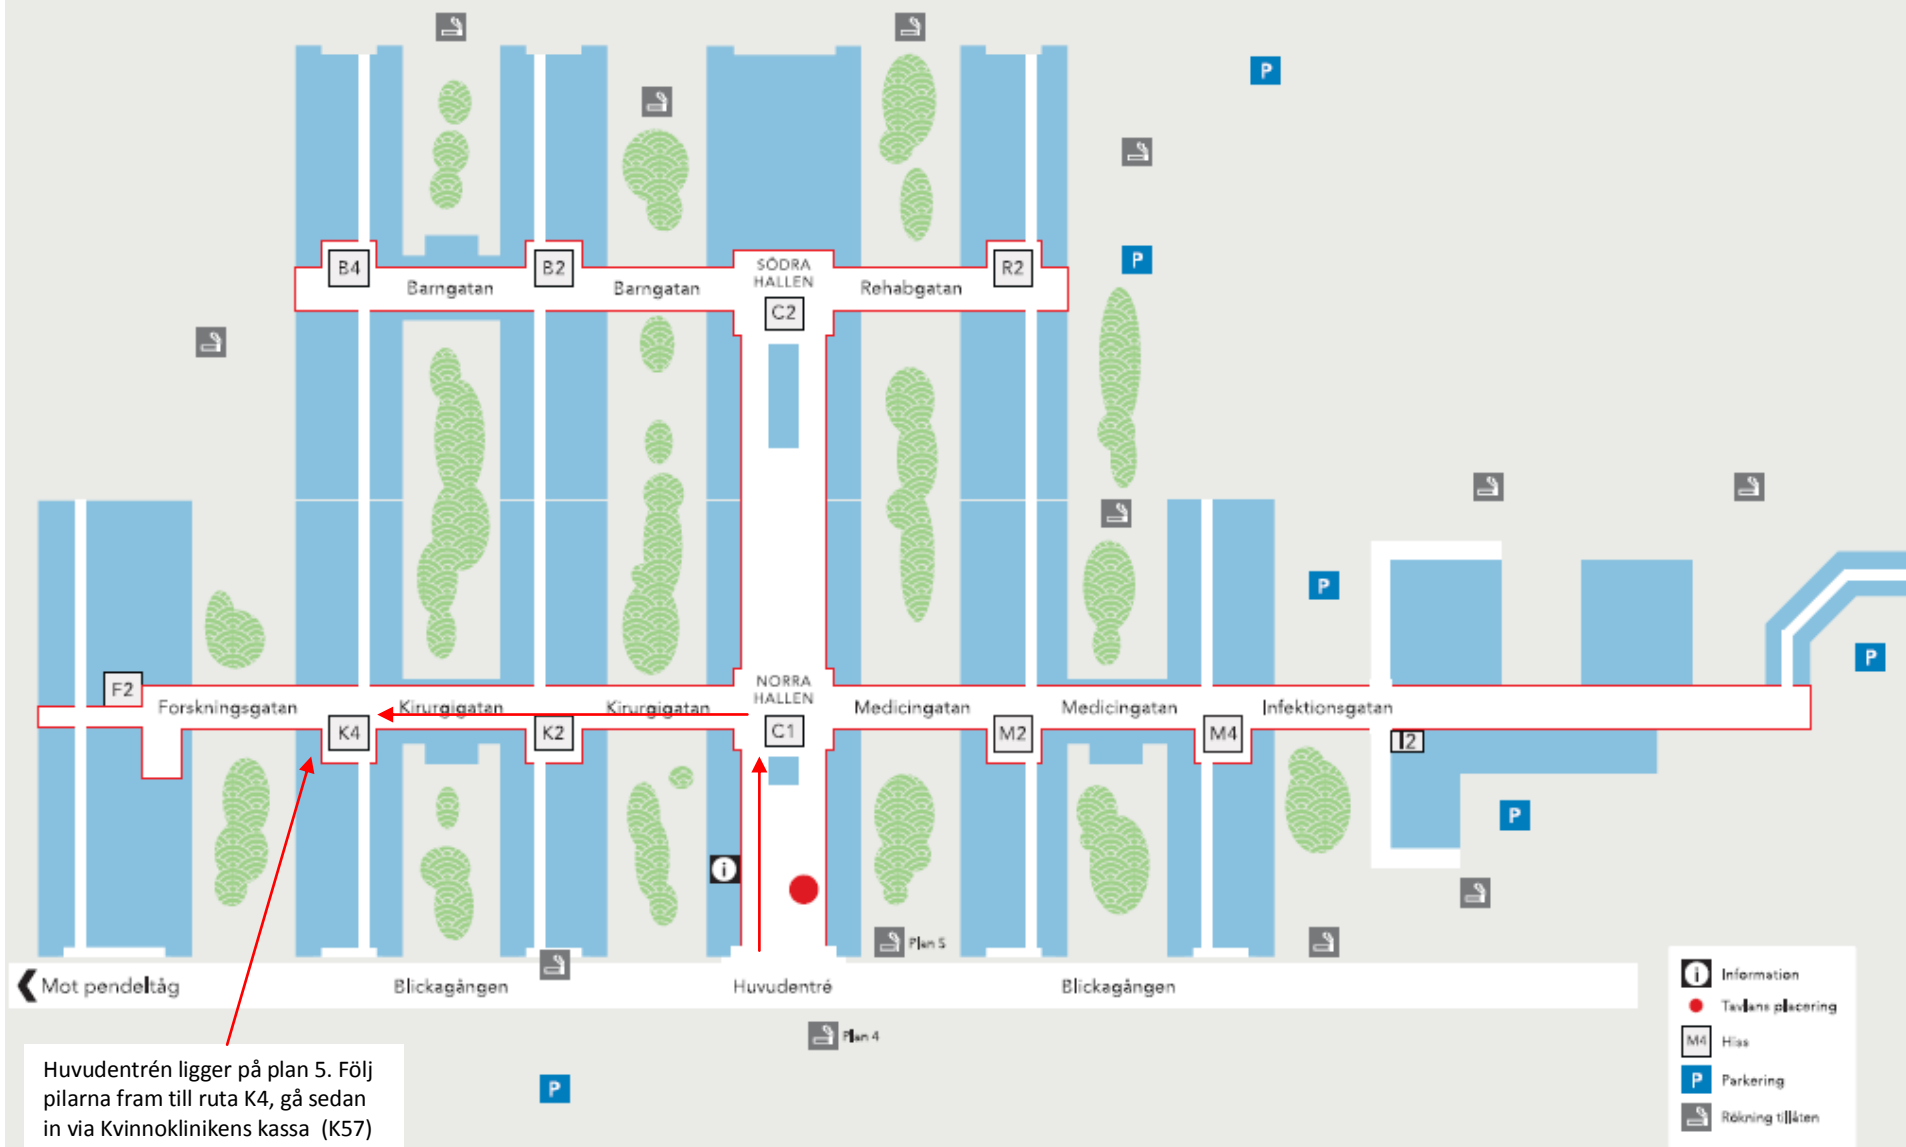 P
B4
B2
SÖDRA
HALLEN
R2
P
Barngatan
Barngatan
Rehabgatan
C2
P
P
F2
NORRA
HALLEN
Forskningsgatan
Kirurgigatan
Kirurgigatan
Medicingatan
Medicingatan
Infektionsgatan
K4
K2
C1
M2
M4
I2
P
i
Plan 5
Mot pendeltåg
Blickagången
Huvudentré
Blickagången
Plan 4
P
i Information
Tavlans placering
M4 Hiss
P Parkering
Rökning tillåten
Huvudentrén ligger på plan 5. Följ
pilarna fram till ruta K4, gå sedan
in via Kvinnoklinikens kassa (K57)